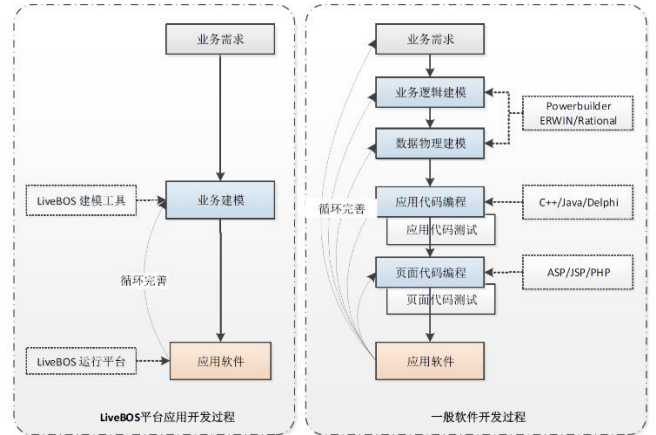 业务需求
LiveBOS 建模工具
业务建模
循环完善
LiveBOS 运行平台
应用软件
LiveBOS平台应用开发过程
业务需求
业务逻辑建模
Powerbuilder
ERWIN/Rational
数据物理建模
循环完善
应用代码编程
C++/Java/Delphi
应用代码测试
页面代码编程
ASP/JSP/PHP
页面代码测试
应用软件
一般软件开发过程